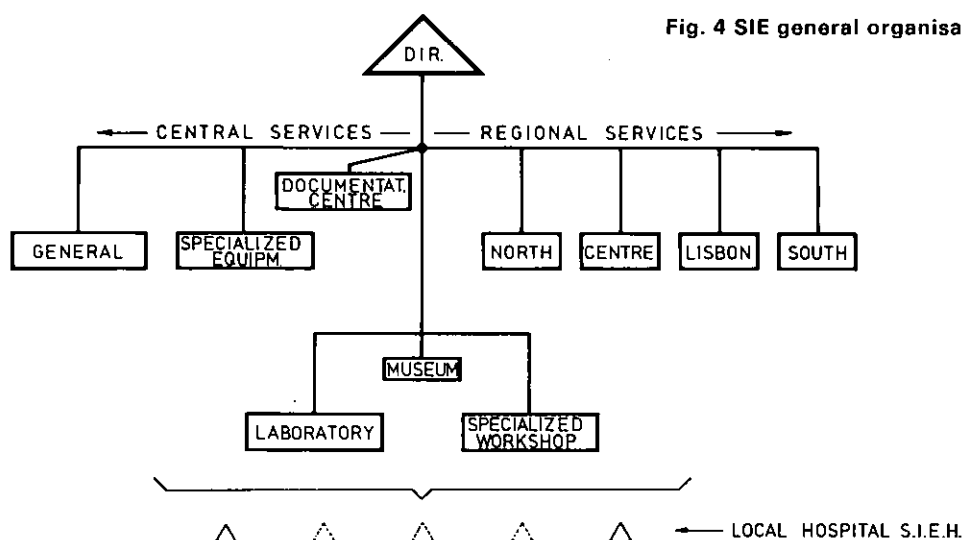 Fig. 4 SIE general organisa
DIR.
CENTRAL SERVICES
REGIONAL SERVICES
DOCUMENTAT.
CENTRE
GENERAL
SPECIALIZED
EQUIPM.
NORTH
CENTRE
LISBON
SOUTH
MUSEUM
LABORATORY
SPECIALIZED
WORKSHOP
LOCAL HOSPITAL S.I.E.H.